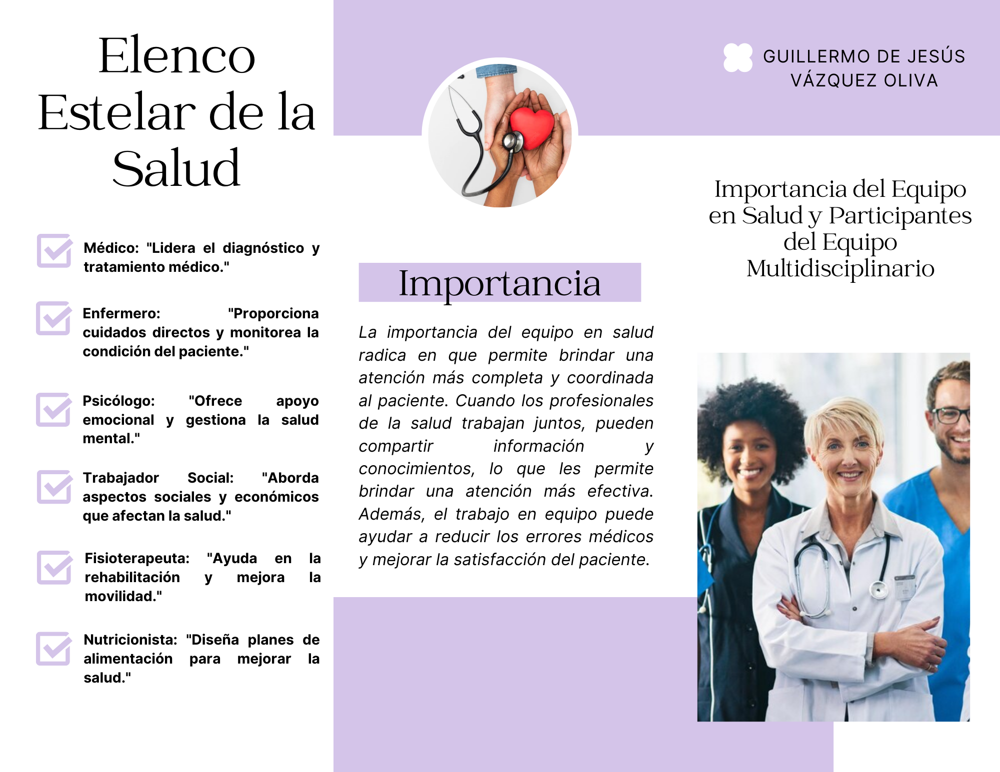 Elenco
Estelar de la
Salud
Médico: "Lidera el diagnóstico y
tratamiento médico."
Enfermero: "Proporciona
cuidados directos y monitorea la
condición del paciente."
Psicólogo: "Ofrece apoyo
emocional y gestiona la salud
mental."
Trabajador Social: "Aborda
aspectos sociales y económicos
que afectan la salud."
Fisioterapeuta: "Ayuda en la
rehabilitación y mejora la
movilidad."
Nutricionista: "Diseña planes de
alimentación para mejorar la
salud."
Importancia
La importancia del equipo en salud
radica en que permite brindar una
atención más completa y coordinada
al paciente. Cuando los profesionales
de la salud trabajan juntos, pueden
compartir información y
conocimientos, lo que les permite
brindar una atención más efectiva.
Además, el trabajo en equipo puede
ayudar a reducir los errores médicos
y mejorar la satisfacción del paciente.
GUILLERMO DE JESÚS
VÁZQUEZ OLIVA
Importancia del Equipo
en Salud y Participantes
del Equipo
Multidisciplinario